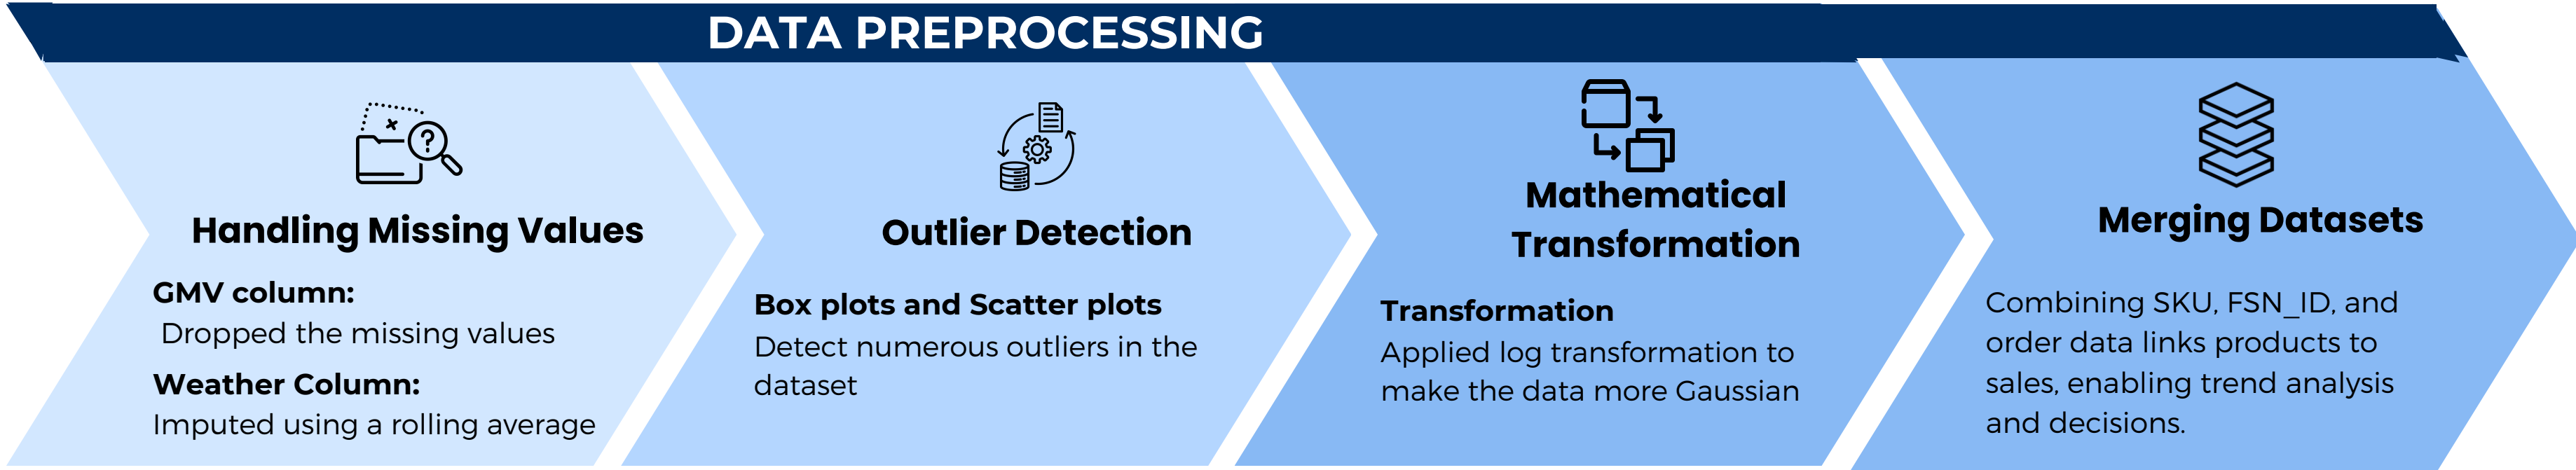 DATA PREPROCESSING
Handling Missing Values
GMV column:
Dropped the missing values
Weather Column:
Imputed using a rolling average
Outlier Detection
Box plots and Scatter plots
Detect numerous outliers in the
dataset
Mathematical
Transformation
Transformation
Applied log transformation to
make the data more Gaussian
Merging Datasets
Combining SKU, FSN_ID, and
order data links products to
sales, enabling trend analysis
and decisions.